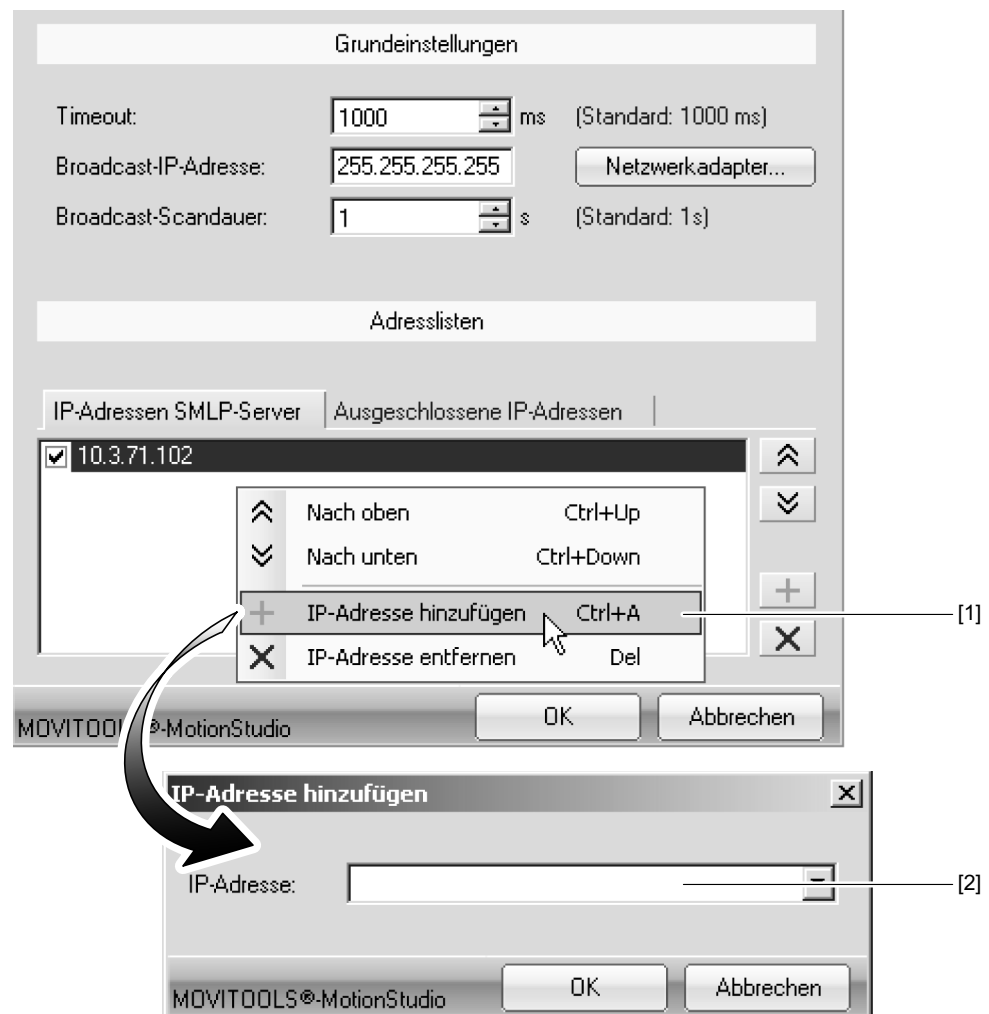 Grundeinstellungen
Timeout: 1000 ms (Standard: 1000 ms)
Broadcast-IP-Adresse: 255.255.255.255 Netzwerkadapter...
Broadcast-Scandauer: 1 s (Standard: 1s)
Adresslisten
IP-Adressen SMLP-Server Ausgeschlossene IP-Adressen
10.3.71.102
Nach oben Ctrl+Up
Nach unten Ctrl+Down
IP-Adresse hinzufügen Ctrl+A [1]
IP-Adresse entfernen Del
MOVITOOLS®-MotionStudio OK Abbrechen
IP-Adresse hinzufügen
IP-Adresse: [2]
MOVITOOLS®-MotionStudio OK Abbrechen